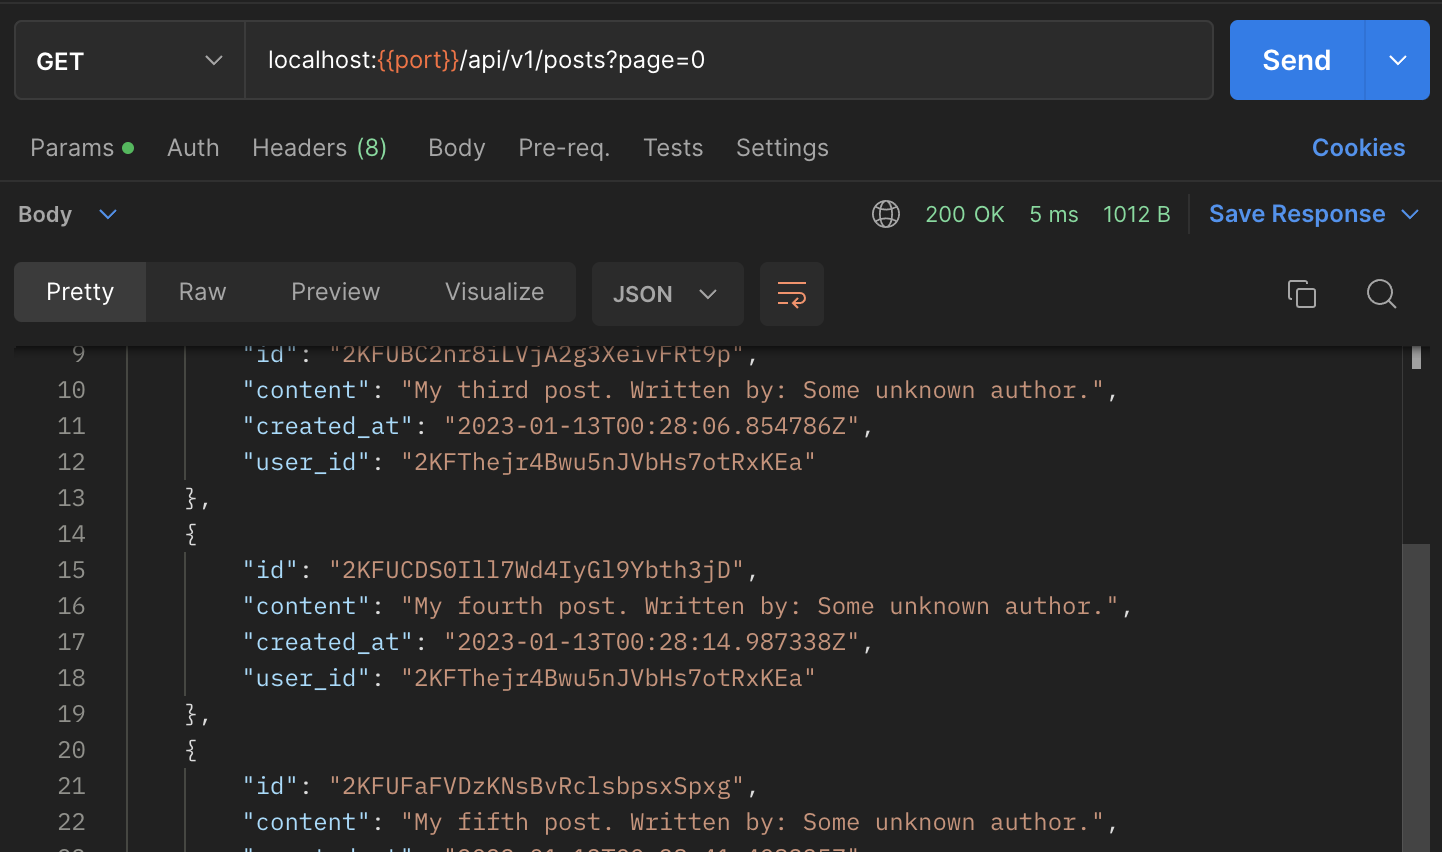 GET
localhost:{{port}}/api/v1/posts?page=0
Send
Params Auth Headers (8) Body Pre-req. Tests Settings Cookies
Body 200 OK 5 ms 1012 B Save Response
Pretty Raw Preview Visualize JSON
9 "id": "2KFUBC2nr8iLVjA2g3XeivFRt9p",
10 "content": "My third post. Written by: Some unknown author.",
11 "created_at": "2023-01-13T00:28:06.854786Z",
12 "user_id": "2KFThejr4Bwu5nJVbHs7otRxKEa"
13 },
14 {
15 "id": "2KFUCDS0Ill7Wd4IyGl9Ybth3jD",
16 "content": "My fourth post. Written by: Some unknown author.",
17 "created_at": "2023-01-13T00:28:14.987338Z",
18 "user_id": "2KFThejr4Bwu5nJVbHs7otRxKEa"
19 },
20 {
21 "id": "2KFUFaFVDzKNsBvRclsbpsxSpxg",
22 "content": "My fifth post. Written by: Some unknown author.",